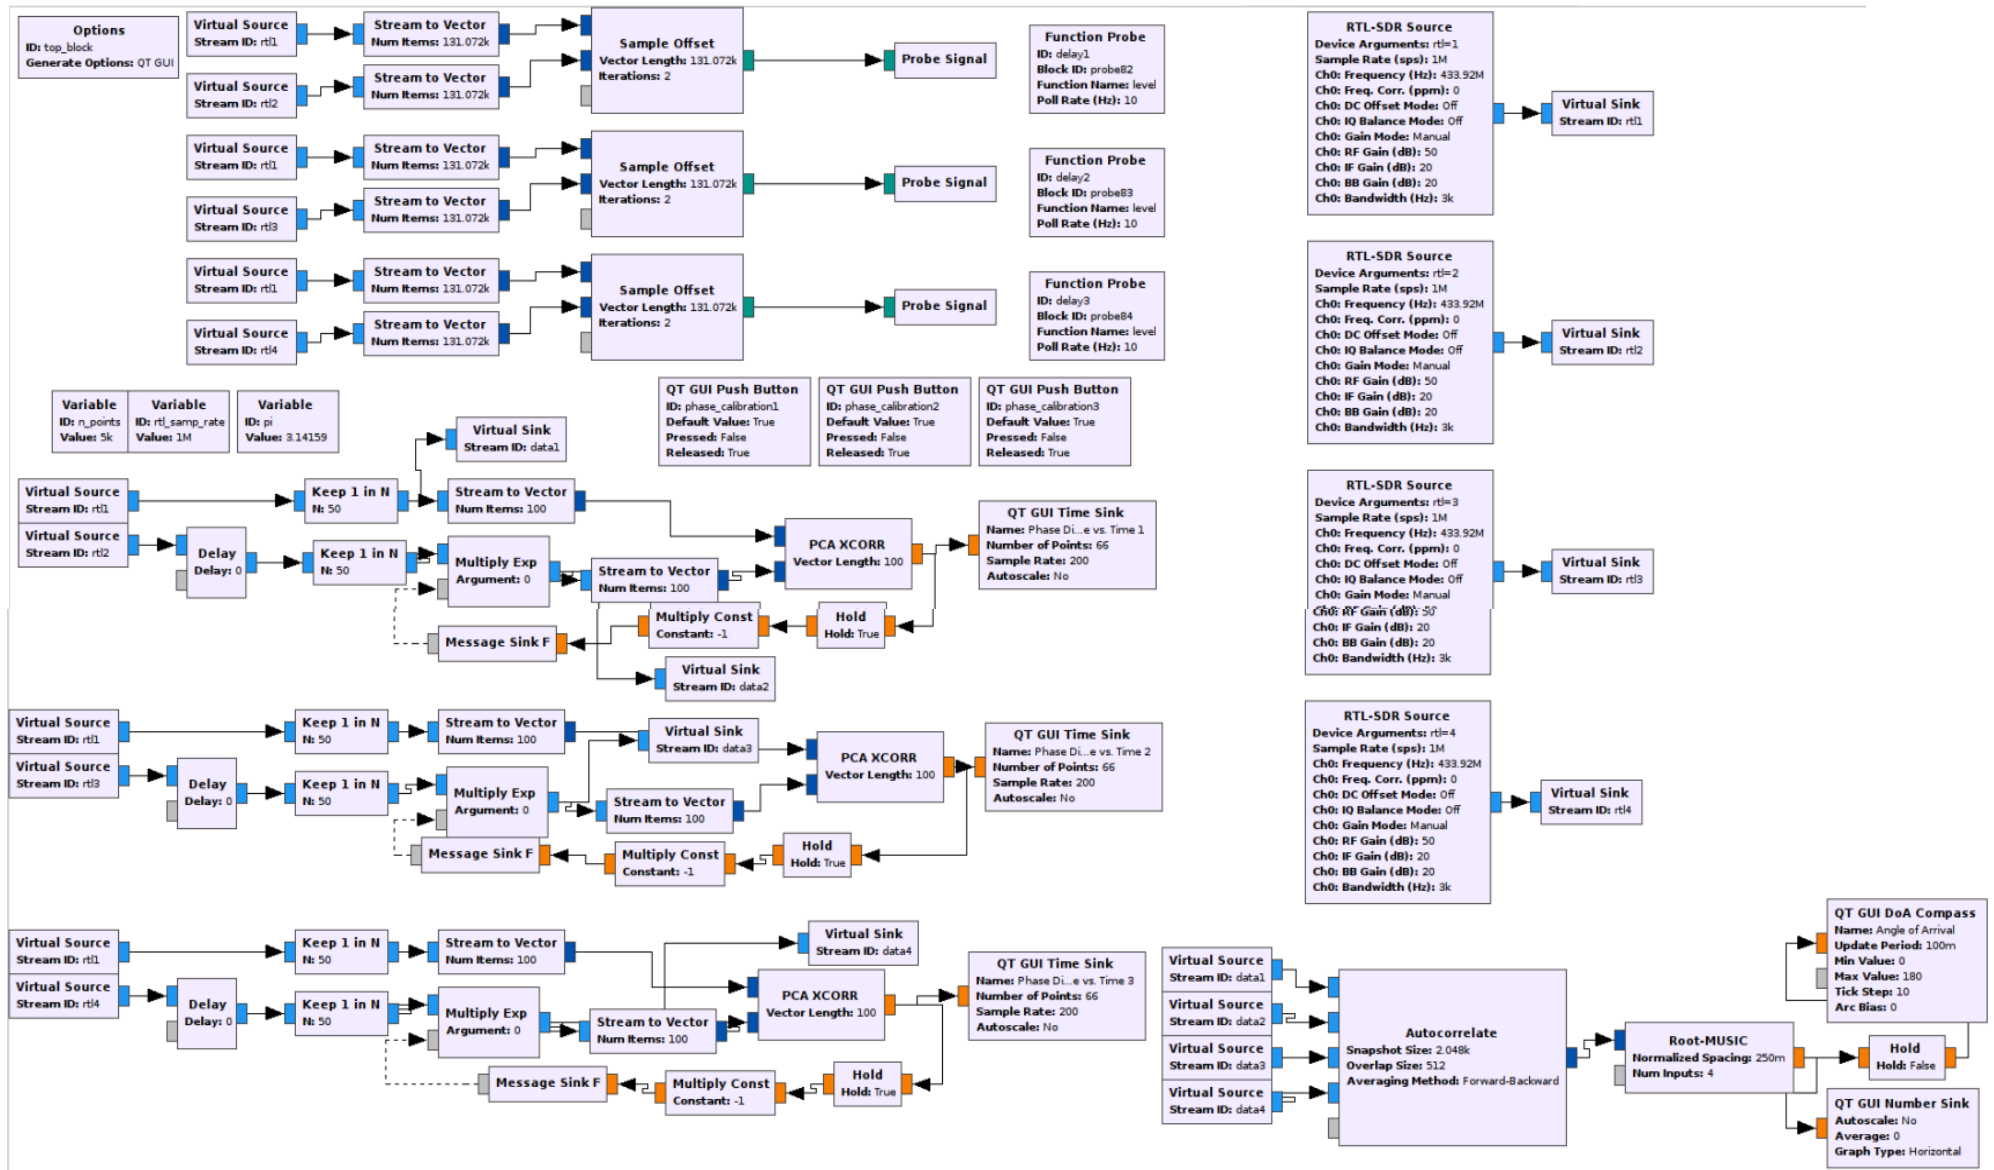 Options
ID: top_block
Generate Options: QT GUI
Virtual Source
Stream ID: rtl1
Stream to Vector
Num Items: 131.072k
Virtual Source
Stream ID: rtl2
Stream to Vector
Num Items: 131.072k
Sample Offset
Vector Length: 131.072k
Iterations: 2
Probe Signal
Function Probe
ID: delay1
Block ID: probe82
Function Name: level
Poll Rate (Hz): 10
Virtual Source
Stream ID: rtl1
Stream to Vector
Num Items: 131.072k
Virtual Source
Stream ID: rtl3
Stream to Vector
Num Items: 131.072k
Sample Offset
Vector Length: 131.072k
Iterations: 2
Probe Signal
Function Probe
ID: delay2
Block ID: probe83
Function Name: level
Poll Rate (Hz): 10
Virtual Source
Stream ID: rtl1
Stream to Vector
Num Items: 131.072k
Virtual Source
Stream ID: rtl4
Stream to Vector
Num Items: 131.072k
Sample Offset
Vector Length: 131.072k
Iterations: 2
Probe Signal
Function Probe
ID: delay3
Block ID: probe84
Function Name: level
Poll Rate (Hz): 10
RTL-SDR Source
Device Arguments: rtl=1
Sample Rate (sps): 1M
Ch0: Frequency (Hz): 433.92M
Ch0: Freq. Corr. (ppm): 0
Ch0: DC Offset Mode: Off
Ch0: IQ Balance Mode: Off
Ch0: Gain Mode: Manual
Ch0: RF Gain (dB): 50
Ch0: IF Gain (dB): 20
Ch0: BB Gain (dB): 20
Ch0: Bandwidth (Hz): 3k
Virtual Sink
Stream ID: rtl1
RTL-SDR Source
Device Arguments: rtl=2
Sample Rate (sps): 1M
Ch0: Frequency (Hz): 433.92M
Ch0: Freq. Corr. (ppm): 0
Ch0: DC Offset Mode: Off
Ch0: IQ Balance Mode: Off
Ch0: Gain Mode: Manual
Ch0: RF Gain (dB): 50
Ch0: IF Gain (dB): 20
Ch0: BB Gain (dB): 20
Ch0: Bandwidth (Hz): 3k
Virtual Sink
Stream ID: rtl2
RTL-SDR Source
Device Arguments: rtl=3
Sample Rate (sps): 1M
Ch0: Frequency (Hz): 433.92M
Ch0: Freq. Corr. (ppm): 0
Ch0: DC Offset Mode: Off
Ch0: IQ Balance Mode: Off
Ch0: Gain Mode: Manual
Ch0: RF Gain (dB): 50
Ch0: IF Gain (dB): 20
Ch0: BB Gain (dB): 20
Ch0: Bandwidth (Hz): 3k
Virtual Sink
Stream ID: rtl3
RTL-SDR Source
Device Arguments: rtl=4
Sample Rate (sps): 1M
Ch0: Frequency (Hz): 433.92M
Ch0: Freq. Corr. (ppm): 0
Ch0: DC Offset Mode: Off
Ch0: IQ Balance Mode: Off
Ch0: Gain Mode: Manual
Ch0: RF Gain (dB): 50
Ch0: IF Gain (dB): 20
Ch0: BB Gain (dB): 20
Ch0: Bandwidth (Hz): 3k
Virtual Sink
Stream ID: rtl4
Variable
ID: n_points
Value: 5k
Variable
ID: rtl_samp_rate
Value: 1M
Variable
ID: pi
Value: 3.14159
QT GUI Push Button
ID: phase_calibration1
Default Value: True
Pressed: False
Released: True
QT GUI Push Button
ID: phase_calibration2
Default Value: True
Pressed: False
Released: True
QT GUI Push Button
ID: phase_calibration3
Default Value: True
Pressed: False
Released: True
Virtual Sink
Stream ID: data1
Virtual Source
Stream ID: rtl1
Keep 1 in N
N: 50
Stream to Vector
Num Items: 100
Virtual Source
Stream ID: rtl2
Delay
Delay: 0
Keep 1 in N
N: 50
Multiply Exp
Argument: 0
Stream to Vector
Num Items: 100
PCA XCORR
Vector Length: 100
QT GUI Time Sink
Name: Phase Di...e vs. Time 1
Number of Points: 66
Sample Rate: 200
Autoscale: No
Message Sink F
Multiply Const
Constant: -1
Hold
Hold: True
Virtual Sink
Stream ID: data2
Virtual Source
Stream ID: rtl1
Keep 1 in N
N: 50
Stream to Vector
Num Items: 100
Virtual Sink
Stream ID: data3
Virtual Source
Stream ID: rtl3
Delay
Delay: 0
Keep 1 in N
N: 50
Multiply Exp
Argument: 0
Stream to Vector
Num Items: 100
PCA XCORR
Vector Length: 100
QT GUI Time Sink
Name: Phase Di...e vs. Time 2
Number of Points: 66
Sample Rate: 200
Autoscale: No
Message Sink F
Multiply Const
Constant: -1
Hold
Hold: True
Virtual Sink
Stream ID: data4
Virtual Source
Stream ID: rtl1
Keep 1 in N
N: 50
Stream to Vector
Num Items: 100
Virtual Source
Stream ID: rtl4
Delay
Delay: 0
Keep 1 in N
N: 50
Multiply Exp
Argument: 0
Stream to Vector
Num Items: 100
PCA XCORR
Vector Length: 100
QT GUI Time Sink
Name: Phase Di...e vs. Time 3
Number of Points: 66
Sample Rate: 200
Autoscale: No
Message Sink F
Multiply Const
Constant: -1
Hold
Hold: True
Virtual Source
Stream ID: data1
Virtual Source
Stream ID: data2
Virtual Source
Stream ID: data3
Virtual Source
Stream ID: data4
Autocorrelate
Snapshot Size: 2.048k
Overlap Size: 512
Averaging Method: Forward-Backward
Root-MUSIC
Normalized Spacing: 250m
Num Inputs: 4
QT GUI DoA Compass
Name: Angle of Arrival
Update Period: 100m
Min Value: 0
Max Value: 180
Tick Step: 10
Arc Bias: 0
Hold
Hold: False
QT GUI Number Sink
Autoscale: No
Average: 0
Graph Type: Horizontal